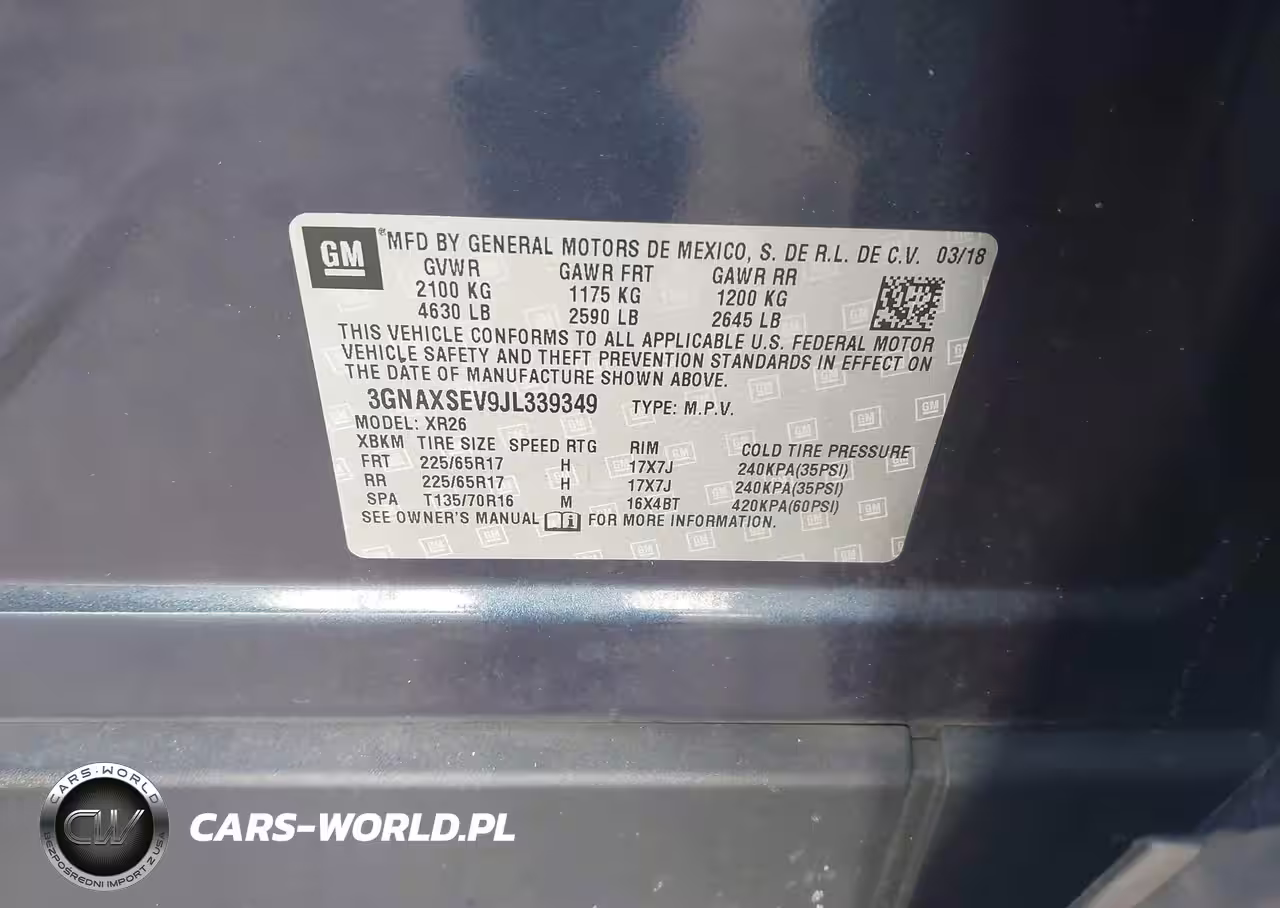 GM
®MFD BY GENERAL MOTORS DE MEXICO, S. DE R.L. DE C.V. 03/18
GVWR GAWR FRT GAWR RR
2100 KG 1175 KG 1200 KG
4630 LB 2590 LB 2645 LB
THIS VEHICLE CONFORMS TO ALL APPLICABLE U.S. FEDERAL MOTOR
VEHICLE SAFETY AND THEFT PREVENTION STANDARDS IN EFFECT ON
THE DATE OF MANUFACTURE SHOWN ABOVE.
3GNAXSEV9JL339349 TYPE: M.P.V.
MODEL: XR26
XBKM TIRE SIZE SPEED RTG RIM COLD TIRE PRESSURE
FRT 225/65R17 H 17X7J 240KPA(35PSI)
RR 225/65R17 H 17X7J 240KPA(35PSI)
SPA T135/70R16 M 16X4BT 420KPA(60PSI)
SEE OWNER'S MANUAL FOR MORE INFORMATION.
CARS-WORLD
CW
BEZPOŚREDNI IMPORT Z USA
CARS-WORLD.PL